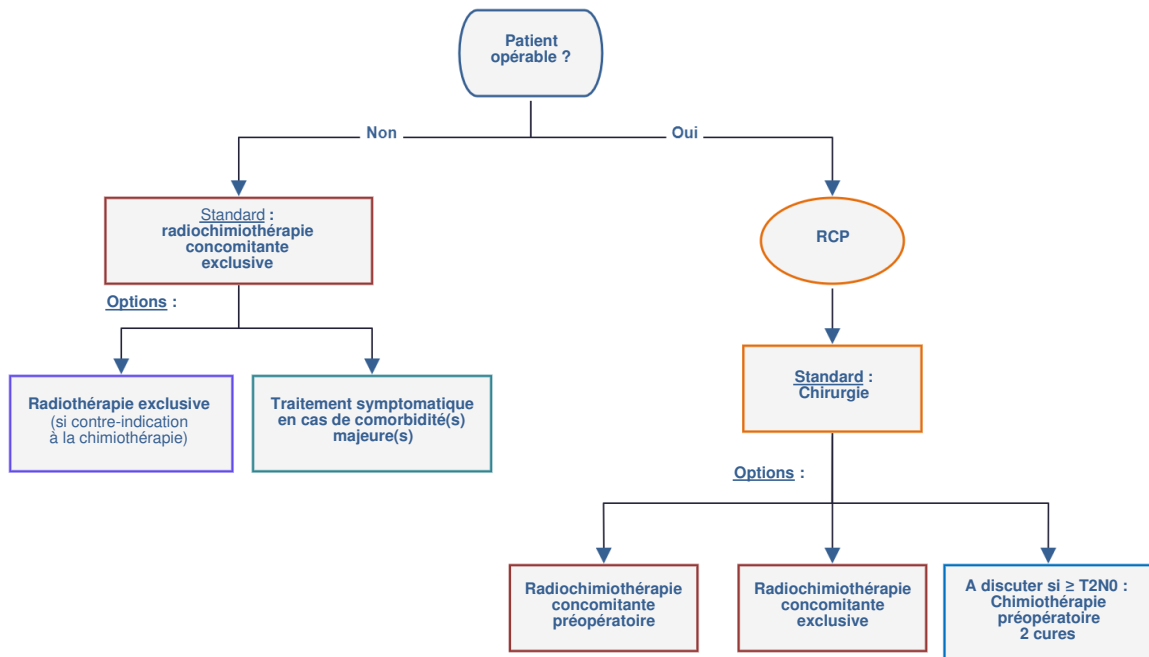 Patient
opérable ?
Non
Oui
Standard :
radiochimiothérapie
concomitante
exclusive
RCP
Options :
Radiothérapie exclusive
(si contre-indication
à la chimiothérapie)
Traitement symptomatique
en cas de comorbidité(s)
majeure(s)
Standard :
Chirurgie
Options :
Radiochimiothérapie
concomitante
préopératoire
Radiochimiothérapie
concomitante
exclusive
A discuter si ≥ T2N0 :
Chimiothérapie
préopératoire
2 cures